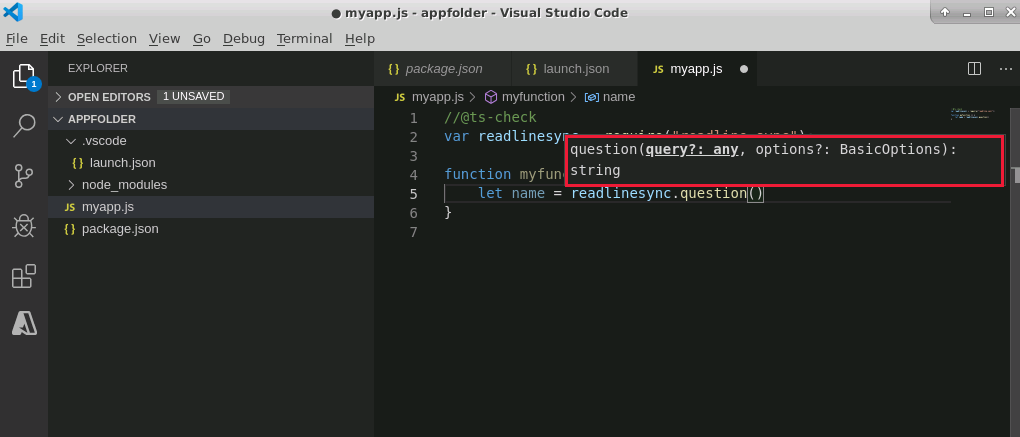 ● myapp.js - appfolder - Visual Studio Code
File Edit Selection View Go Debug Terminal Help
1
EXPLORER
OPEN EDITORS 1 UNSAVED
APPFOLDER
.vscode
{ } launch.json
node_modules
JS myapp.js
{ } package.json
{ } package.json { } launch.json JS myapp.js ● ...
JS myapp.js > myfunction > name
1 //@ts-check
2 var readlinesync
question(query?: any, options?: BasicOptions):
string
3
4 function myfunc
5 let name = readlinesync.question()
6 }
7